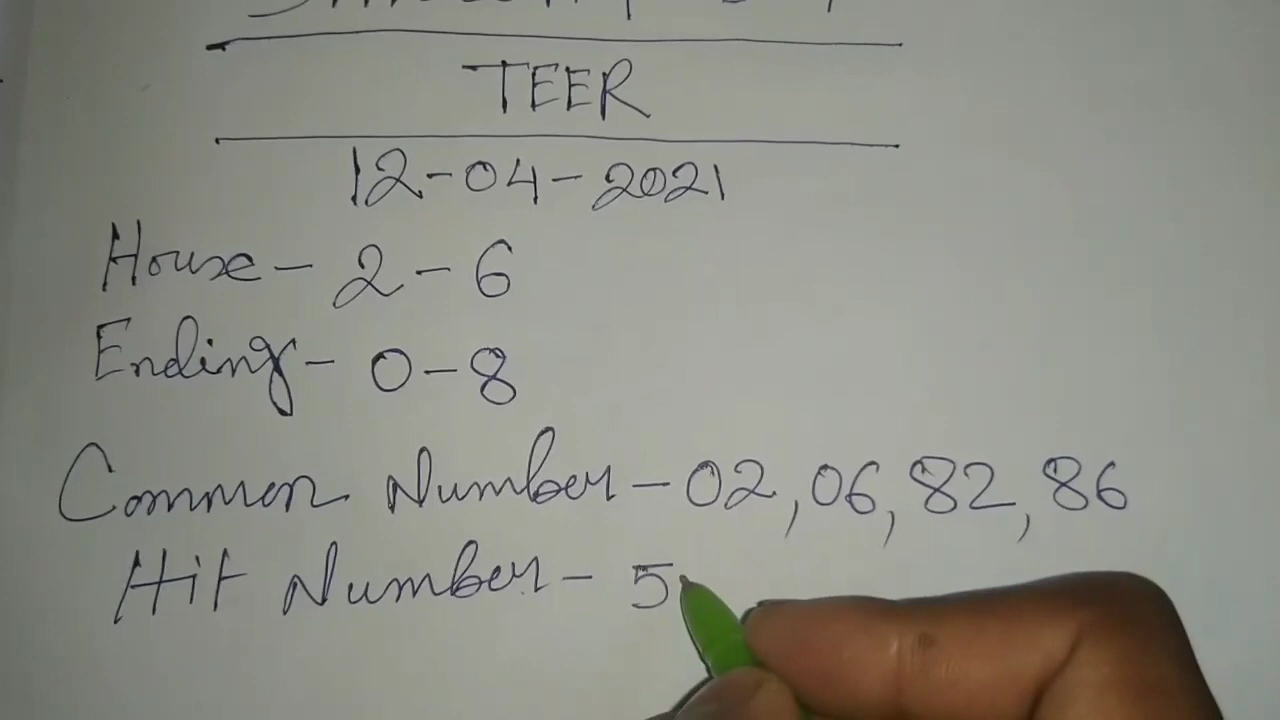 TEER
12-04-2021
House - 2 - 6
Ending - 0 - 8
Common Number - 02, 06, 82, 86
Hit Number - 5